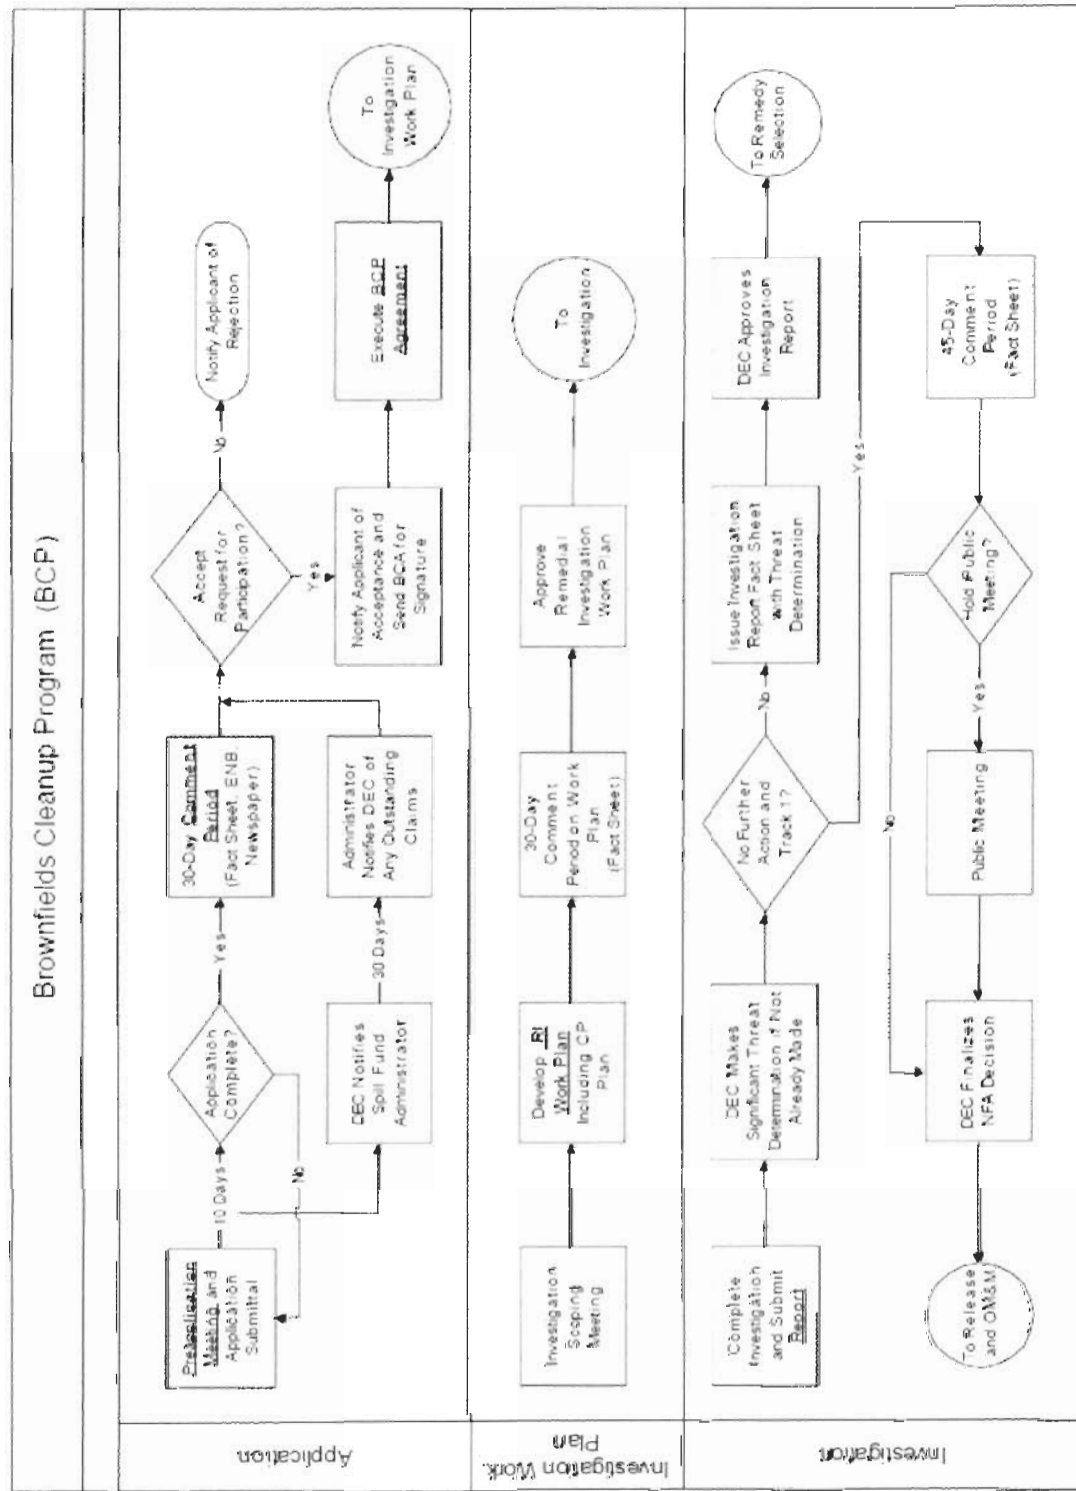 Brownfields Cleanup Program (BCP)
Application
Preapplication
Meeting and
Application
Submittal
10 Days
Application
Complete?
Yes
No
30-Day Comment
Period
(Fact Sheet, ENB,
Newspaper)
Accept
Request for
Participation?
No
Notify Applicant of
Rejection
Yes
DEC Notifies
Spill Fund
Administrator
30 Days
Administrator
Notifies DEC of
Any Outstanding
Claims
Notify Applicant of
Acceptance and
Send BCA for
Signature
Execute BCP
Agreement
To
Investigation
Work Plan
Investigation Work
Plan
Investigation
Scoping
Meeting
Develop RI
Work Plan
Including CP
Plan
30-Day
Comment
Period on Work
Plan
(Fact Sheet)
Approve
Remedial
Investigation
Work Plan
To
Investigation
Investigation
Complete
Investigation
and Submit
Report
DEC Makes
Significant Threat
Determination if Not
Already Made
No Further
Action and
Track 1?
No
Issue Investigation
Report Fact Sheet
with Threat
Determination
DEC Approves
Investigation
Report
To Remedy
Selection
Yes
45-Day
Comment
Period
(Fact Sheet)
Hold Public
Meeting?
Yes
No
Public Meeting
DEC Finalizes
NFA Decision
To Release
and OM&M